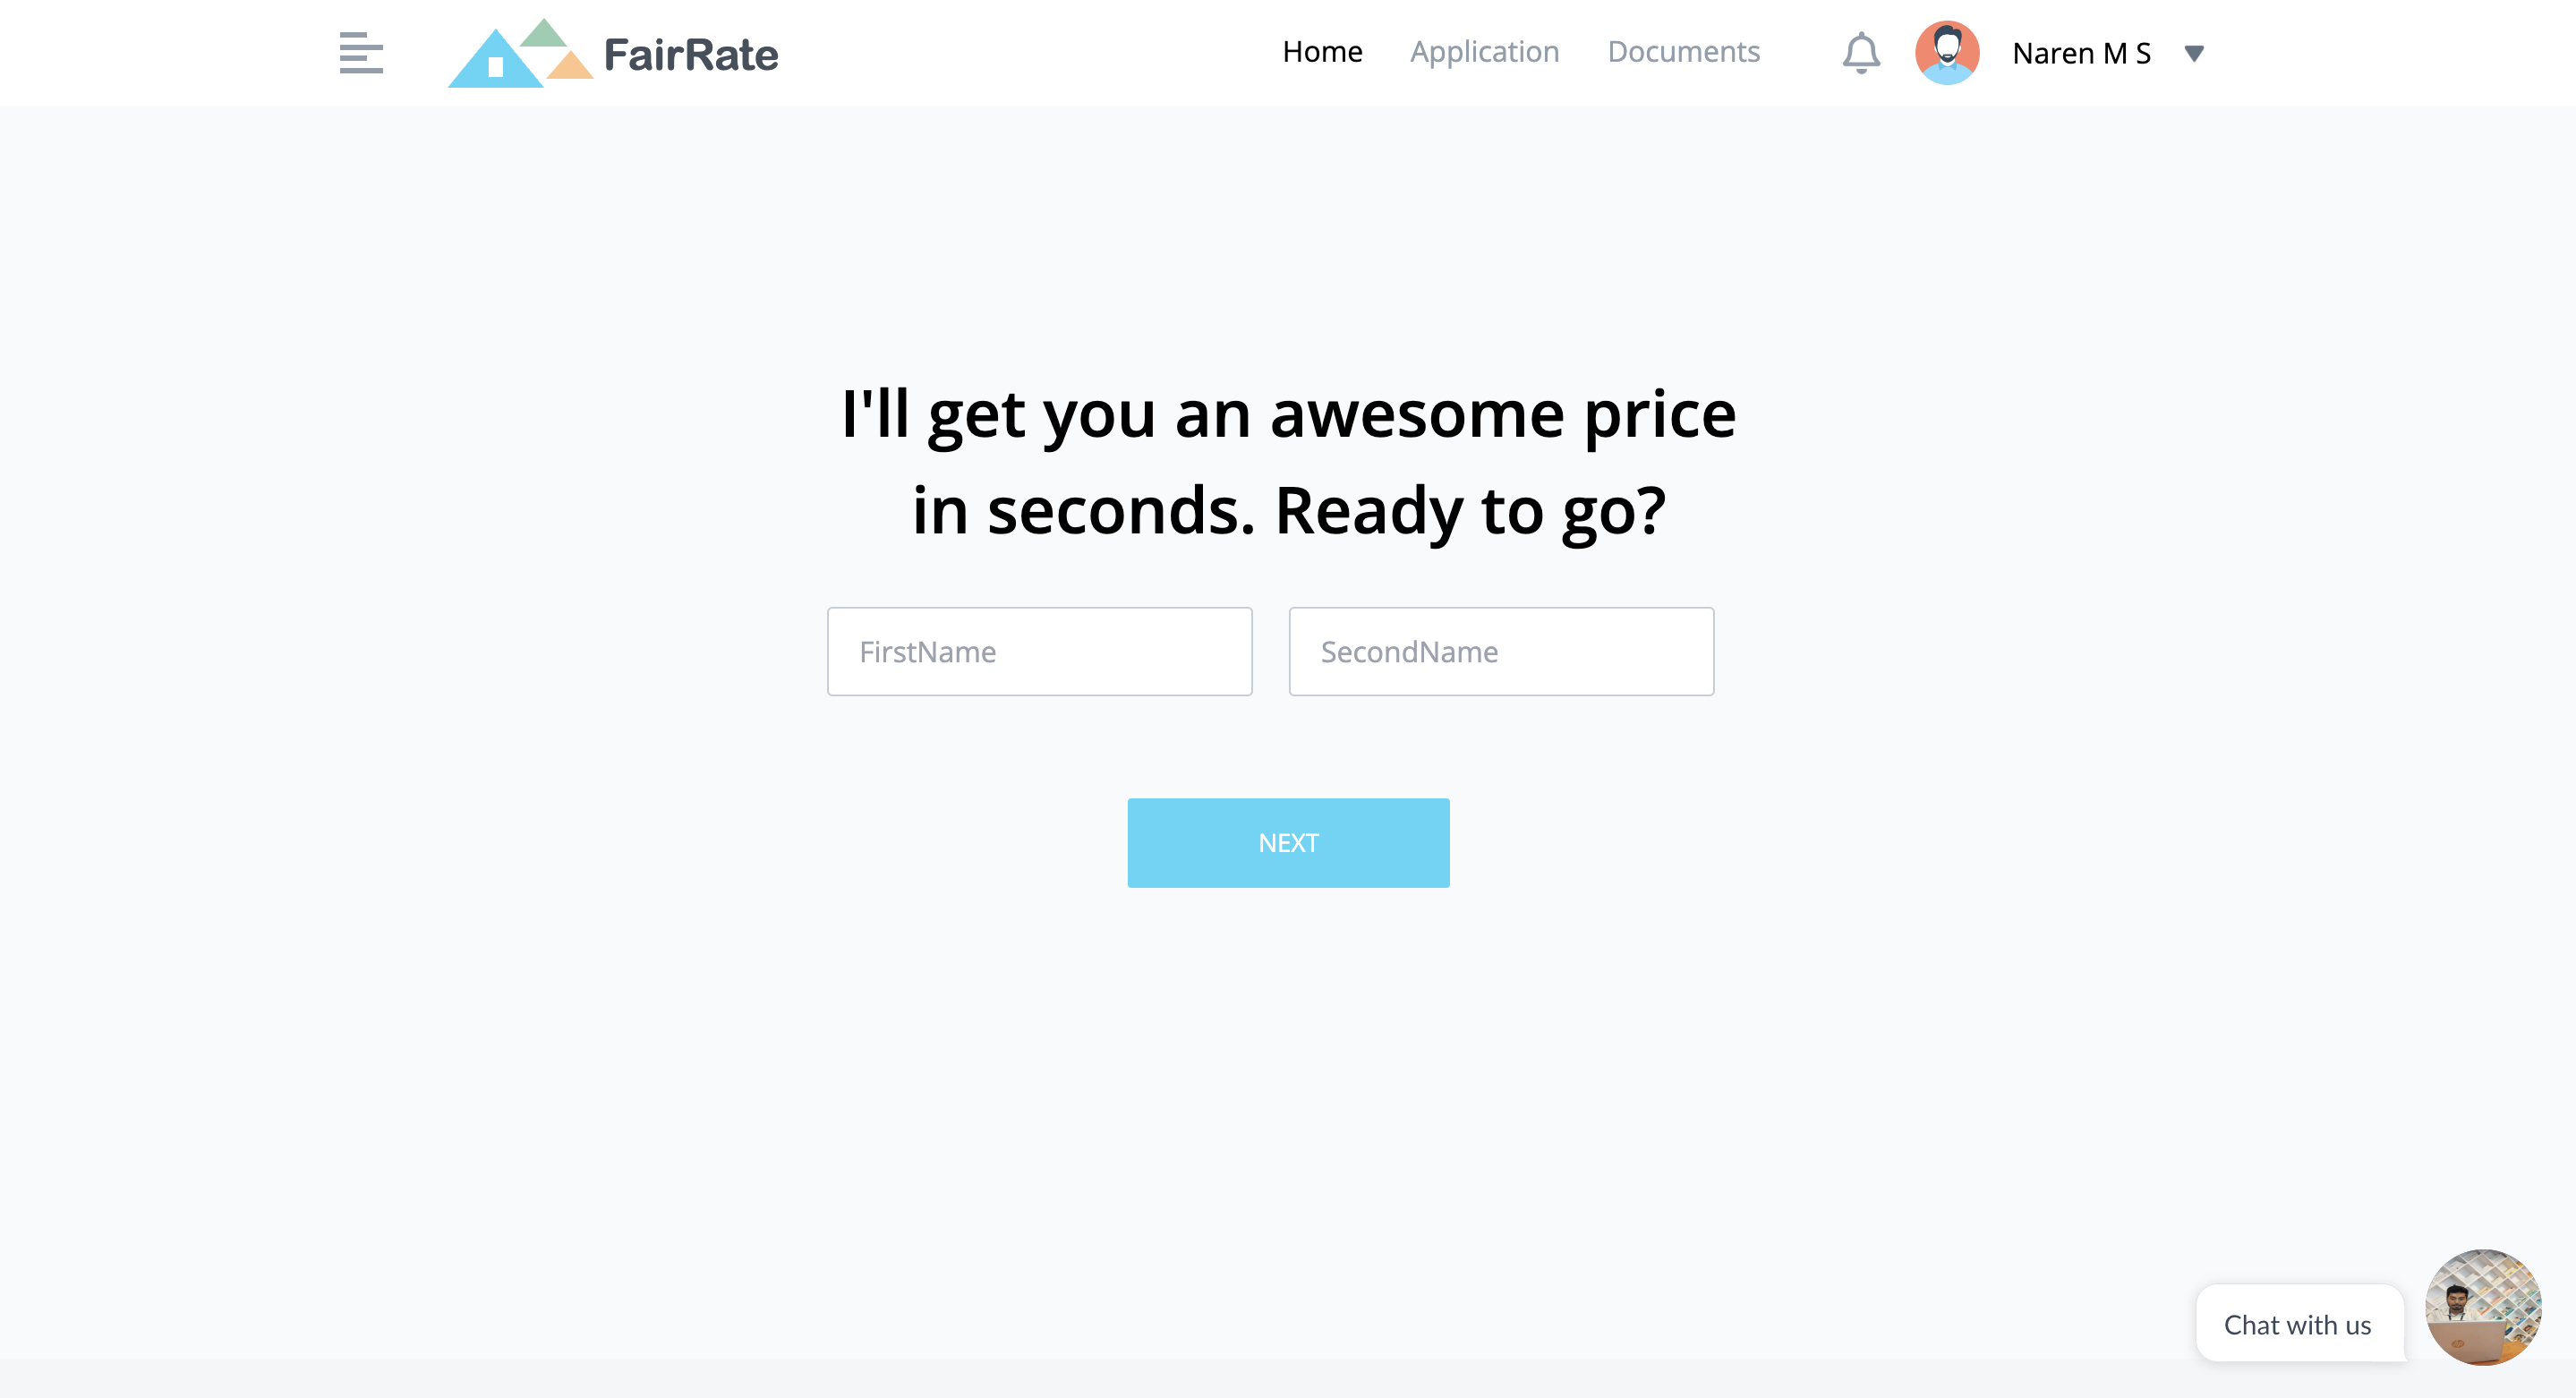 FairRate
Home
Application
Documents
Naren M S
I'll get you an awesome price
in seconds. Ready to go?
FirstName
SecondName
NEXT
Chat with us